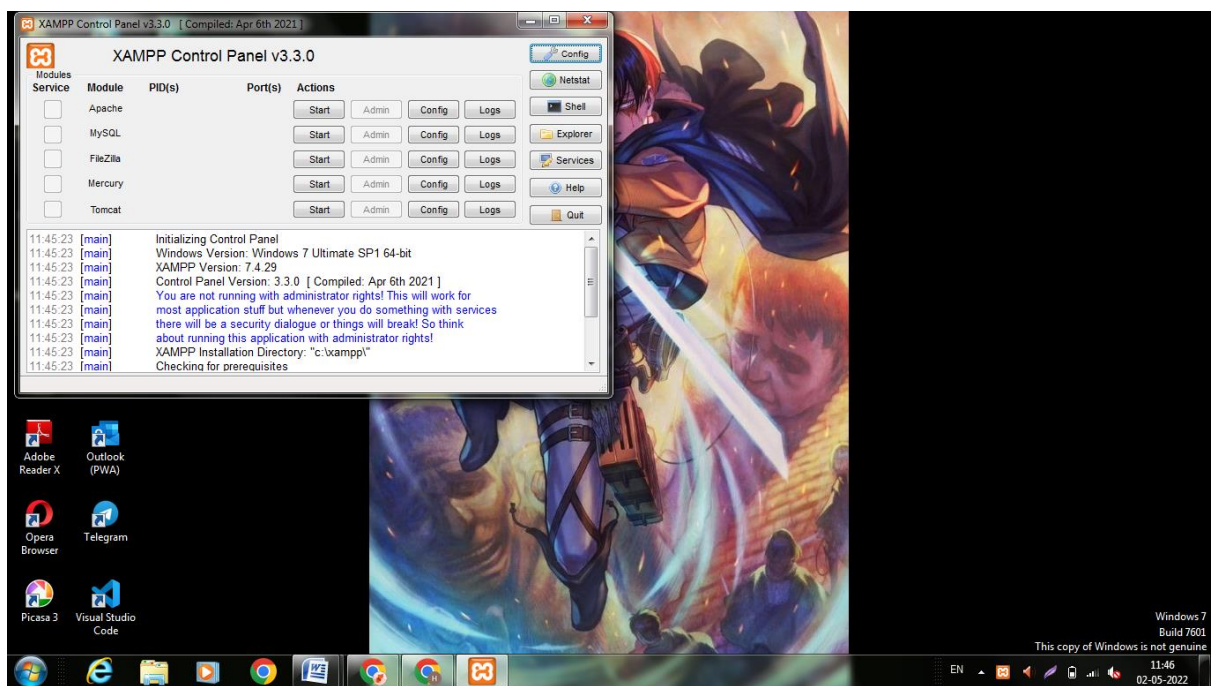 XAMPP Control Panel v3.3.0 [ Compiled: Apr 6th 2021 ]
XAMPP Control Panel v3.3.0
Config
Modules
Service Module PID(s) Port(s) Actions
Netstat
Apache Start Admin Config Logs
Shell
MySQL Start Admin Config Logs
Explorer
FileZilla Start Admin Config Logs
Services
Mercury Start Admin Config Logs
Help
Tomcat Start Admin Config Logs
Quit
11:45:23 [main] Initializing Control Panel
11:45:23 [main] Windows Version: Windows 7 Ultimate SP1 64-bit
11:45:23 [main] XAMPP Version: 7.4.29
11:45:23 [main] Control Panel Version: 3.3.0 [ Compiled: Apr 6th 2021 ]
11:45:23 [main] You are not running with administrator rights! This will work for
11:45:23 [main] most application stuff but whenever you do something with services
11:45:23 [main] there will be a security dialogue or things will break! So think
11:45:23 [main] about running this application with administrator rights!
11:45:23 [main] XAMPP Installation Directory: "c:\xampp\"
11:45:23 [main] Checking for prerequisites
Adobe
Reader X
Outlook
(PWA)
Opera
Browser
Telegram
Picasa 3
Visual Studio
Code
Windows 7
Build 7601
This copy of Windows is not genuine
EN
11:46
02-05-2022